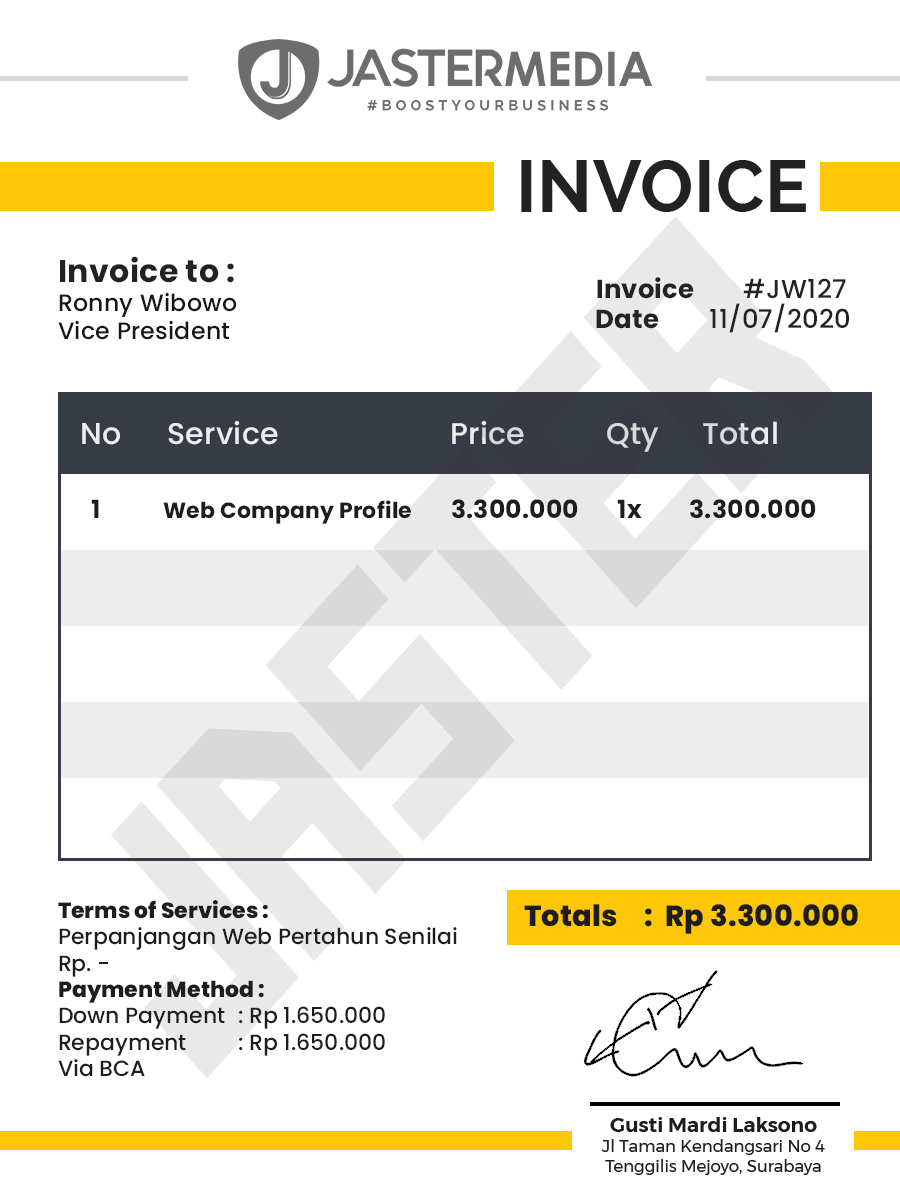 JASTERMEDIA
#BOOSTYOURBUSINESS
INVOICE
Invoice to :
Ronny Wibowo
Vice President
Invoice #JW127
Date 11/07/2020
No Service Price Qty Total
1 Web Company Profile 3.300.000 1x 3.300.000
JASTER
Terms of Services :
Perpanjangan Web Pertahun Senilai
Rp. -
Payment Method :
Down Payment : Rp 1.650.000
Repayment : Rp 1.650.000
Via BCA
Totals : Rp 3.300.000
Gusti Mardi Laksono
Jl Taman Kendangsari No 4
Tenggilis Mejoyo, Surabaya